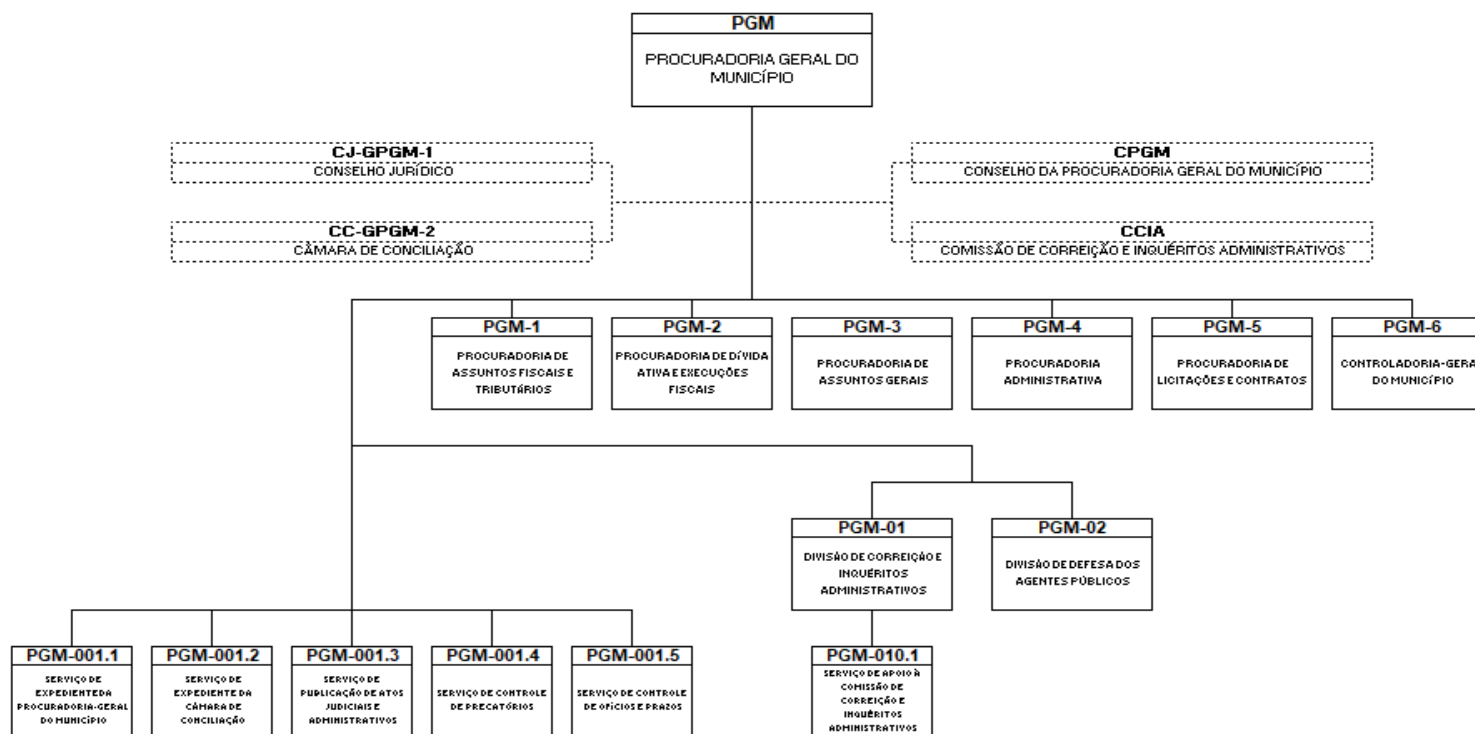 PGM
PROCURADORIA GERAL DO
MUNICÍPIO
CJ-GPGM-1
CONSELHO JURÍDICO
CPGM
CONSELHO DA PROCURADORIA GERAL DO MUNICÍPIO
CC-GPGM-2
CÂMARA DE CONCILIAÇÃO
CCIA
COMISSÃO DE CORREIÇÃO E INQUÉRITOS ADMINISTRATIVOS
PGM-1
PROCURADORIA DE
ASSUNTOS FISCAIS E
TRIBUTÁRIOS
PGM-2
PROCURADORIA DE DÍVIDA
ATIVA E EXECUÇÕES
FISCAIS
PGM-3
PROCURADORIA DE
ASSUNTOS GERAIS
PGM-4
PROCURADORIA
ADMINISTRATIVA
PGM-5
PROCURADORIA DE
LICITAÇÕES E CONTRATOS
PGM-6
CONTROLADORIA-GERA
DO MUNICÍPIO
PGM-01
DIVISÃO DE CORREIÇÃO E
INQUÉRITOS
ADMINISTRATIVOS
PGM-02
DIVISÃO DE DEFESA DOS
AGENTES PÚBLICOS
PGM-001.1
SERVIÇO DE
EXPEDIENTE DA
PROCURADORIA-GERAL
DO MUNICÍPIO
PGM-001.2
SERVIÇO DE
EXPEDIENTE DA
CÂMARA DE
CONCILIAÇÃO
PGM-001.3
SERVIÇO DE
PUBLICAÇÃO DE ATOS
JUDICIAIS E
ADMINISTRATIVOS
PGM-001.4
SERVIÇO DE CONTROLE
DE PRECATÓRIOS
PGM-001.5
SERVIÇO DE CONTROLE
DE OFÍCIOS E PRAZOS
PGM-010.1
SERVIÇO DE APOIO À
COMISSÃO DE
CORREIÇÃO E
INQUÉRITOS
ADMINISTRATIVOS